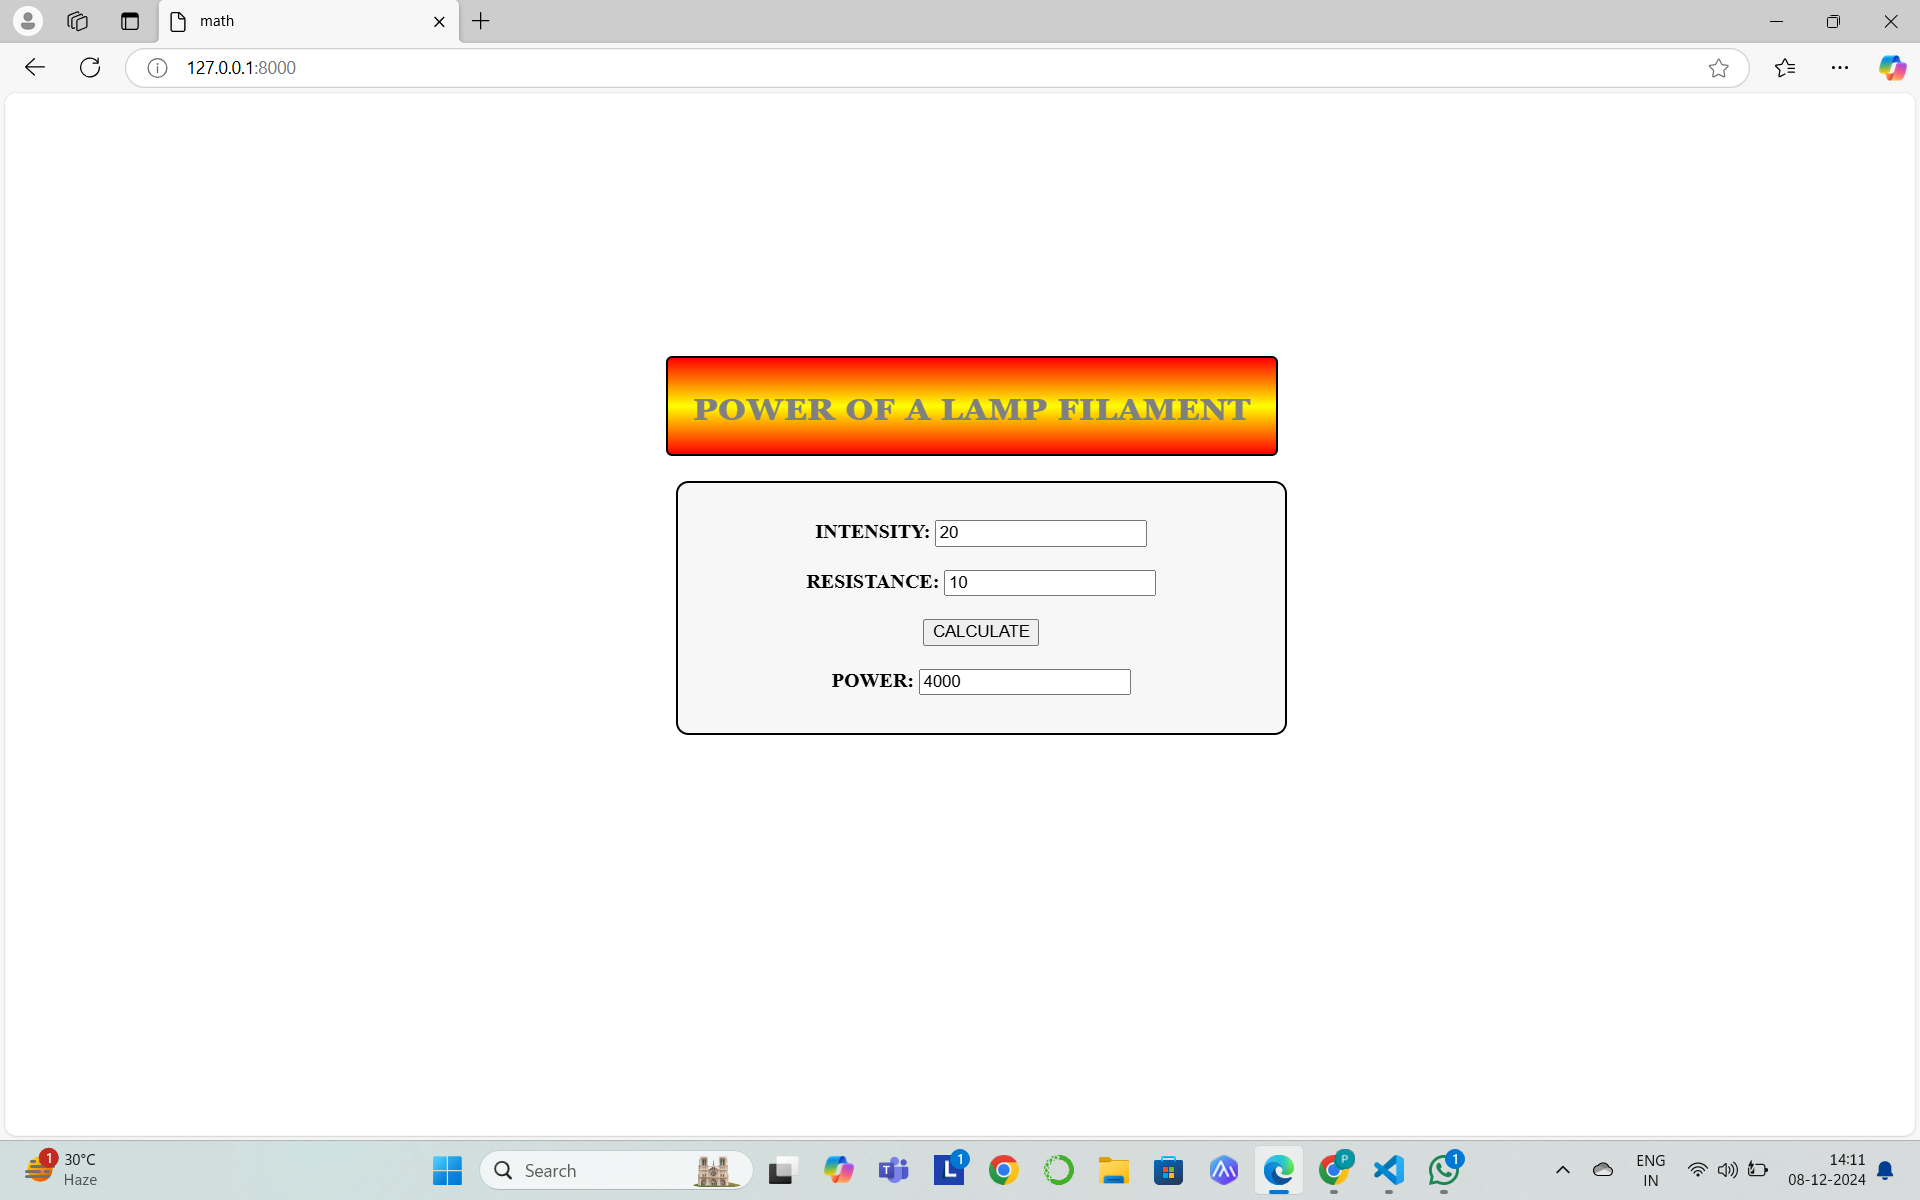 math
127.0.0.1:8000
POWER OF A LAMP FILAMENT
INTENSITY: 20
RESISTANCE: 10
CALCULATE
POWER: 4000
1
30°C
Haze
Search
T
L
1
P
1
ENG
IN
14:11
08-12-2024